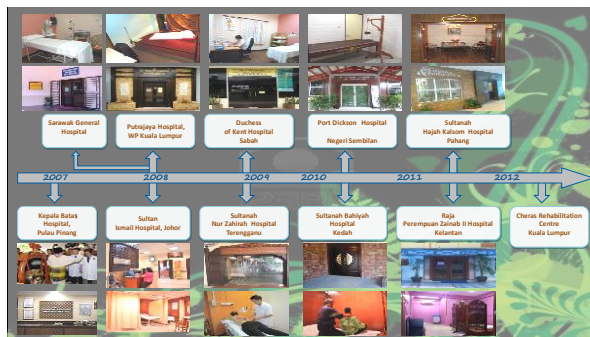 Sarawak General
Hospital
Putrajaya Hospital,
WP Kuala Lumpur
Duchess
of Kent Hospital
Sabah
Port Dickson Hospital
Negeri Sembilan
Sultanah
Hajah Kalsom Hospital
Pahang
2007
2008
2009
2010
2011
2012
Kepala Batas
Hospital,
Pulau Pinang
Sultan
Ismail Hospital, Johor
Sultanah
Nur Zahirah Hospital
Terengganu
Sultanah Bahiyah
Hospital
Kedah
Raja
Perempuan Zainab II Hospital
Kelantan
Cheras Rehabilitation
Centre
Kuala Lumpur